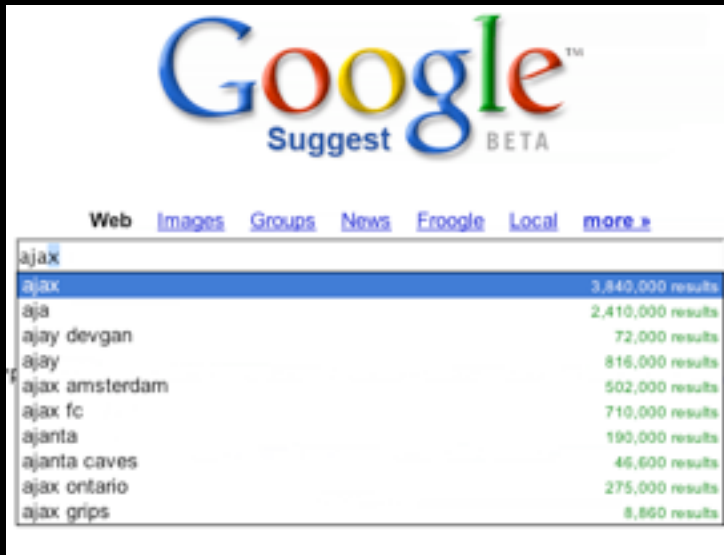 Google™
Suggest BETA
Web Images Groups News Froogle Local more »
ajax
ajax 3,840,000 results
aja 2,410,000 results
ajay devgan 72,000 results
ajay 816,000 results
ajax amsterdam 502,000 results
ajax fc 710,000 results
ajanta 190,000 results
ajanta caves 46,600 results
ajax ontario 275,000 results
ajax grips 8,860 results